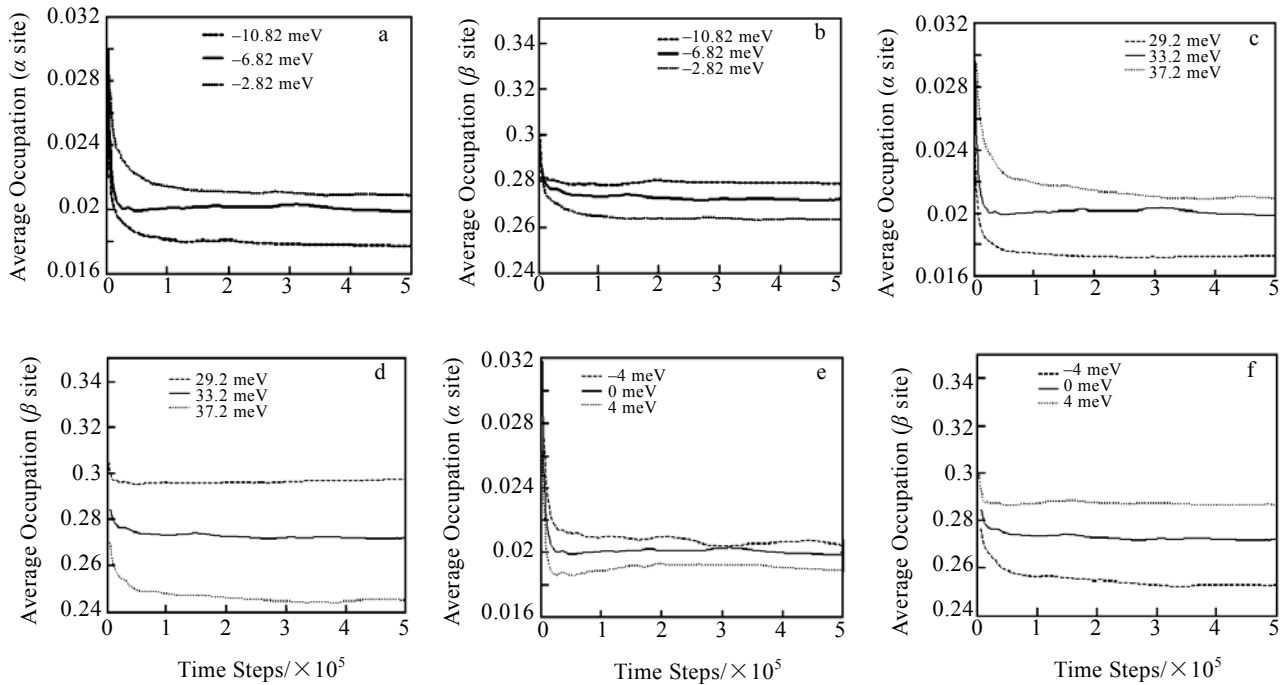 Average Occupation (α site)
0.032
0.028
0.024
0.02
0.016
a
–10.82 meV
–6.82 meV
–2.82 meV
0 1 2 3 4 5
Average Occupation (β site)
0.34
0.32
0.3
0.28
0.26
0.24
b
–10.82 meV
–6.82 meV
–2.82 meV
0 1 2 3 4 5
Average Occupation (α site)
0.032
0.028
0.024
0.020
0.016
c
29.2 meV
33.2 meV
37.2 meV
0 1 2 3 4 5
Average Occupation (β site)
0.34
0.32
0.3
0.28
0.26
0.24
d
29.2 meV
33.2 meV
37.2 meV
0 1 2 3 4 5
Time Steps/×10⁵
Average Occupation (α site)
0.032
0.028
0.024
0.020
0.016
e
–4 meV
0 meV
4 meV
0 1 2 3 4 5
Time Steps/×10⁵
Average Occupation (β site)
0.34
0.32
0.3
0.28
0.26
0.24
f
–4 meV
0 meV
4 meV
0 1 2 3 4 5
Time Steps/×10⁵